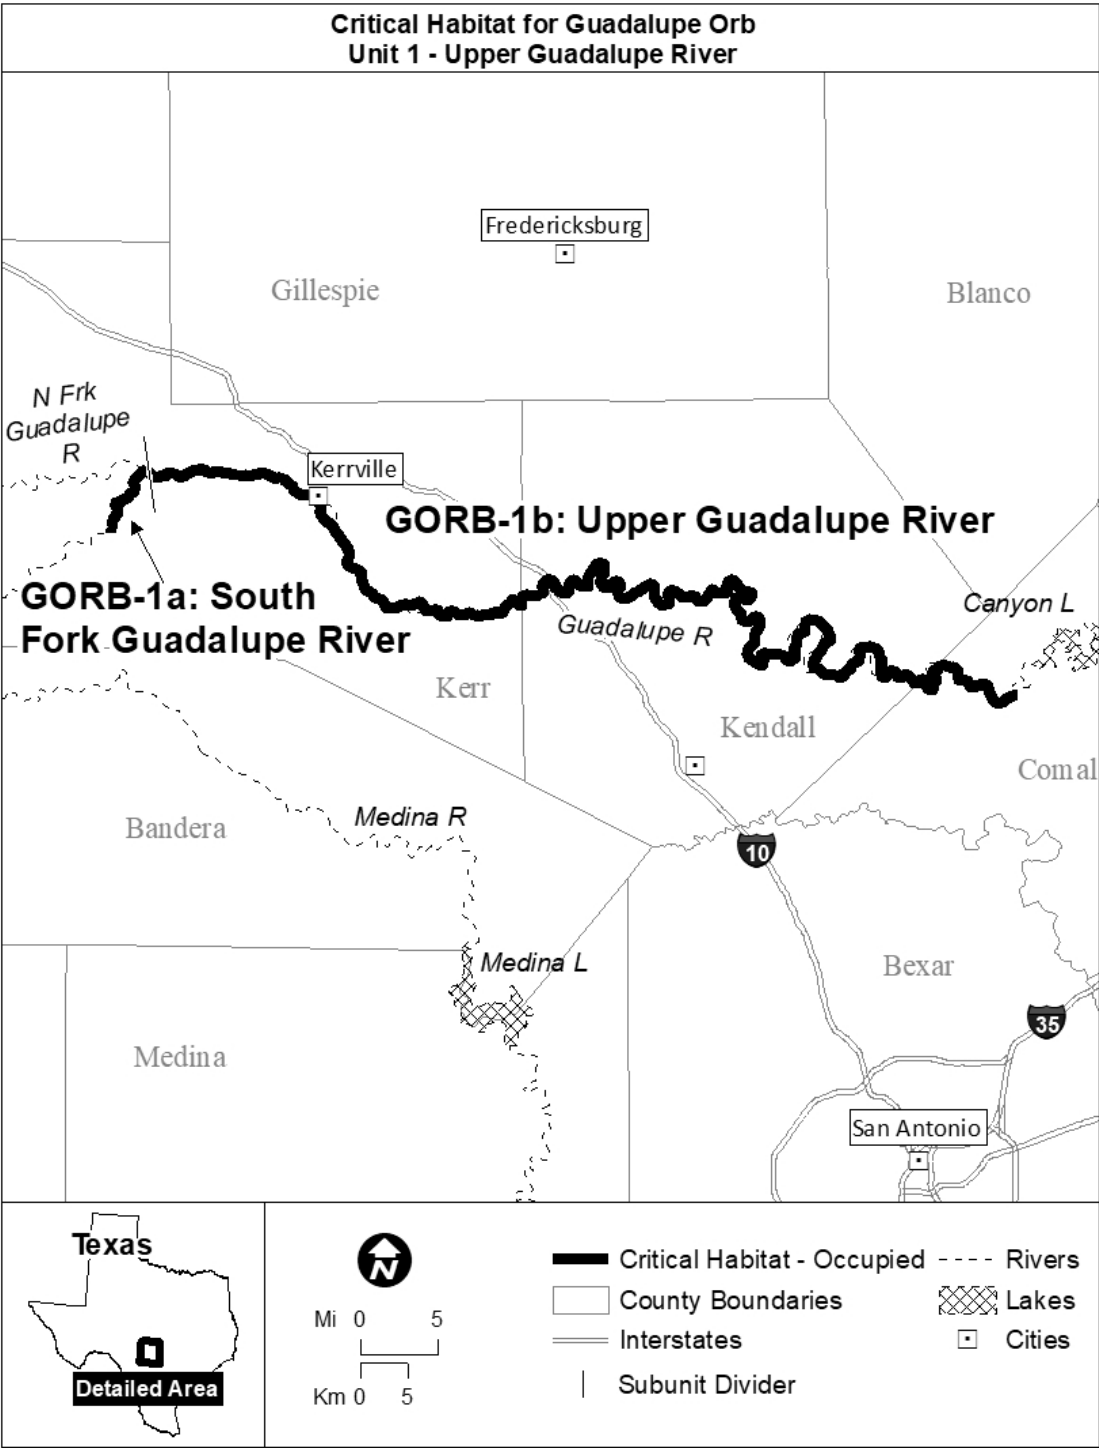 Critical Habitat for Guadalupe Orb
Unit 1 - Upper Guadalupe River
Fredericksburg
Gillespie
Blanco
N Frk
Guadalupe
R
Kerrville
GORB-1b: Upper Guadalupe River
GORB-1a: South
Fork Guadalupe River
Canyon L
Guadalupe R
Kerr
Kendall
Comal
Medina R
Bandera
10
Medina L
Bexar
35
Medina
San Antonio
Texas
Detailed Area
N
Mi 0 5
Km 0 5
Critical Habitat - Occupied
County Boundaries
Interstates
Subunit Divider
Rivers
Lakes
Cities